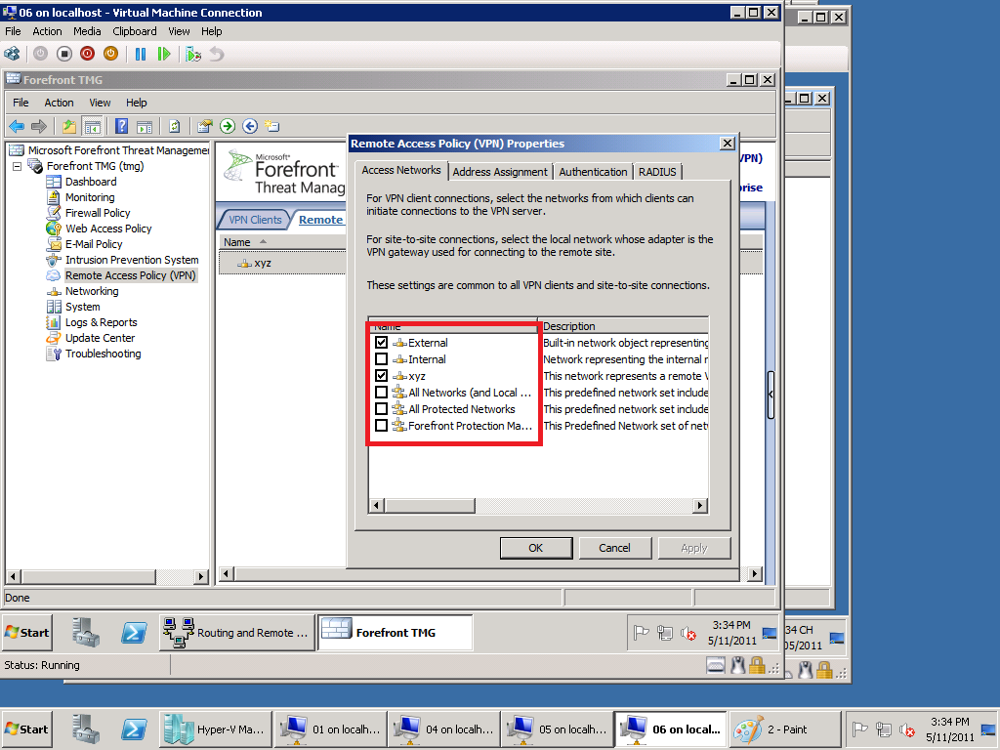 06 on localhost - Virtual Machine Connection
File Action Media Clipboard View Help
Forefront TMG
File Action View Help
Microsoft Forefront Threat Managemer
Forefront TMG (tmg)
Dashboard
Monitoring
Firewall Policy
Web Access Policy
E-Mail Policy
Intrusion Prevention System
Remote Access Policy (VPN)
Networking
System
Logs & Reports
Update Center
Troubleshooting
Microsoft®
Forefront
Threat Manag
VPN)
prise
VPN Clients Remote
Name
xyz
Remote Access Policy (VPN) Properties
Access Networks Address Assignment Authentication RADIUS
For VPN client connections, select the networks from which clients can
initiate connections to the VPN server.
For site-to-site connections, select the local network whose adapter is the
VPN gateway used for connecting to the remote site.
These settings are common to all VPN clients and site-to-site connections.
Name Description
External Built-in network object representing
Internal Network representing the internal
xyz This network represents a remote
All Networks (and Local ... This predefined network set include
All Protected Networks This predefined network set include
Forefront Protection Ma... This Predefined Network set of net
OK Cancel Apply
Done
Start Routing and Remote ... Forefront TMG 3:34 PM
5/11/2011
34 CH
05/2011
Status: Running
Start Hyper-V Ma... 01 on localh... 04 on localh... 05 on localh... 06 on local... 2 - Paint 3:34 PM
5/11/2011